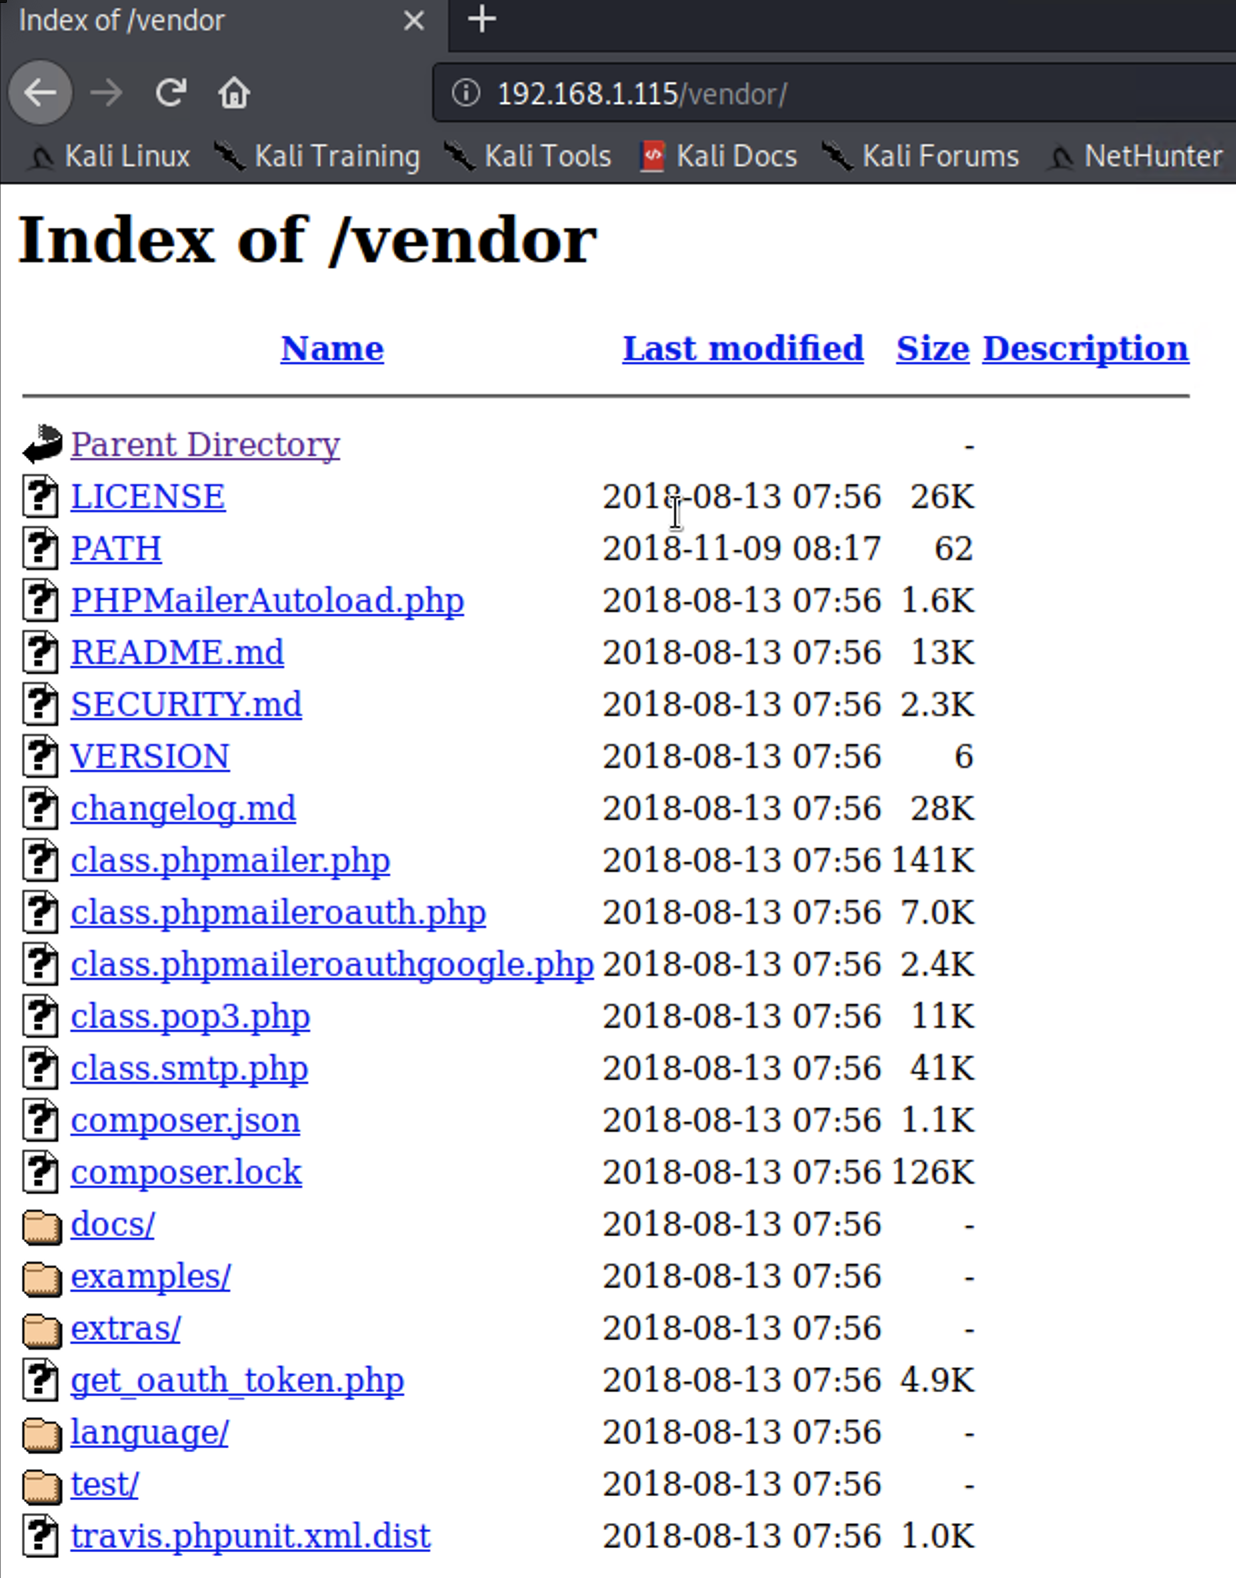 Index of /vendor
192.168.1.115/vendor/
Kali Linux Kali Training Kali Tools Kali Docs Kali Forums NetHunter
Index of /vendor
Name Last modified Size Description
Parent Directory -
LICENSE 2018-08-13 07:56 26K
PATH 2018-11-09 08:17 62
PHPMailerAutoload.php 2018-08-13 07:56 1.6K
README.md 2018-08-13 07:56 13K
SECURITY.md 2018-08-13 07:56 2.3K
VERSION 2018-08-13 07:56 6
changelog.md 2018-08-13 07:56 28K
class.phpmailer.php 2018-08-13 07:56 141K
class.phpmaileroauth.php 2018-08-13 07:56 7.0K
class.phpmaileroauthgoogle.php 2018-08-13 07:56 2.4K
class.pop3.php 2018-08-13 07:56 11K
class.smtp.php 2018-08-13 07:56 41K
composer.json 2018-08-13 07:56 1.1K
composer.lock 2018-08-13 07:56 126K
docs/ 2018-08-13 07:56 -
examples/ 2018-08-13 07:56 -
extras/ 2018-08-13 07:56 -
get_oauth_token.php 2018-08-13 07:56 4.9K
language/ 2018-08-13 07:56 -
test/ 2018-08-13 07:56 -
travis.phpunit.xml.dist 2018-08-13 07:56 1.0K